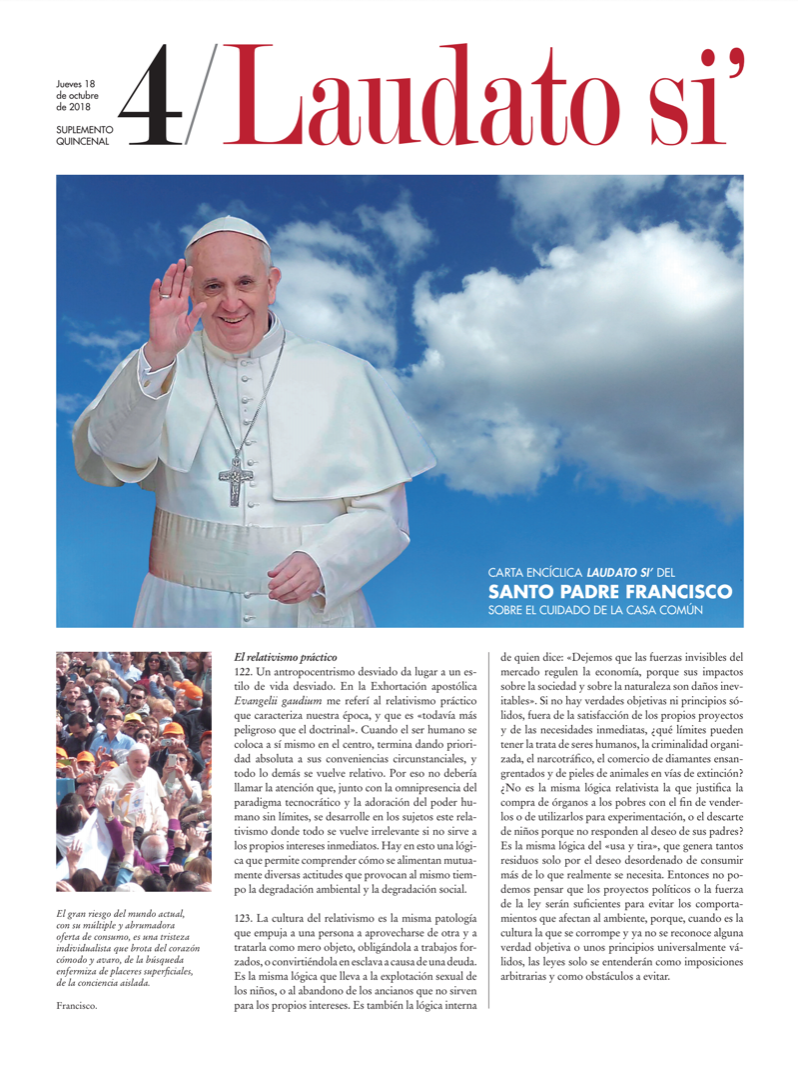 Jueves 18
de octubre
de 2018
SUPLEMENTO
QUINCENAL
4/Laudato si’
CARTA ENCÍCLICA LAUDATO SI’ DEL
SANTO PADRE FRANCISCO
SOBRE EL CUIDADO DE LA CASA COMÚN
El gran riesgo del mundo actual,
con su múltiple y abrumadora
oferta de consumo, es una tristeza
individualista que brota del corazón
cómodo y avaro, de la búsqueda
enfermiza de placeres superficiales,
de la conciencia aislada.
Francisco.
El relativismo práctico
122. Un antropocentrismo desviado da lugar a un es-
tilo de vida desviado. En la Exhortación apostólica
Evangelii gaudium me referí al relativismo práctico
que caracteriza nuestra época, y que es «todavía más
peligroso que el doctrinal». Cuando el ser humano se
coloca a sí mismo en el centro, termina dando priori-
dad absoluta a sus conveniencias circunstanciales, y
todo lo demás se vuelve relativo. Por eso no debería
llamar la atención que, junto con la omnipresencia del
paradigma tecnocrático y la adoración del poder hu-
mano sin límites, se desarrolle en los sujetos este rela-
tivismo donde todo se vuelve irrelevante si no sirve a
los propios intereses inmediatos. Hay en esto una lógi-
ca que permite comprender cómo se alimentan mutua-
mente diversas actitudes que provocan al mismo tiem-
po la degradación ambiental y la degradación social.
123. La cultura del relativismo es la misma patología
que empuja a una persona a aprovecharse de otra y a
tratarla como mero objeto, obligándola a trabajos for-
zados, o convirtiéndola en esclava a causa de una deuda.
Es la misma lógica que lleva a la explotación sexual de
los niños, o al abandono de los ancianos que no sirven
para los propios intereses. Es también la lógica interna
de quien dice: «Dejemos que las fuerzas invisibles del
mercado regulen la economía, porque sus impactos
sobre la sociedad y sobre la naturaleza son daños inev-
itables». Si no hay verdades objetivas ni principios só-
lidos, fuera de la satisfacción de los propios proyectos
y de las necesidades inmediatas, ¿qué límites pueden
tener la trata de seres humanos, la criminalidad organi-
zada, el narcotráfico, el comercio de diamantes ensan-
grentados y de pieles de animales en vías de extinción?
¿No es la misma lógica relativista la que justifica la
compra de órganos a los pobres con el fin de vender-
los o de utilizarlos para experimentación, o el descarte
de niños porque no responden al deseo de sus padres?
Es la misma lógica del «usa y tira», que genera tantos
residuos solo por el deseo desordenado de consumir
más de lo que realmente se necesita. Entonces no po-
demos pensar que los proyectos políticos o la fuerza
de la ley serán suficientes para evitar los comporta-
mientos que afectan al ambiente, porque, cuando es la
cultura la que se corrompe y ya no se reconoce alguna
verdad objetiva o unos principios universalmente vá-
lidos, las leyes solo se entenderán como imposiciones
arbitrarias y como obstáculos a evitar.